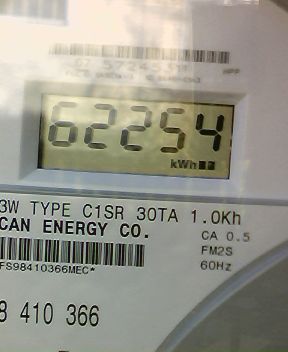 62254
kWh
3W TYPE C1SR 30TA 1.0Kh
CAN ENERGY CO.
CA 0.5
FM2S
FS98410366MEC*
60Hz
8 410 366